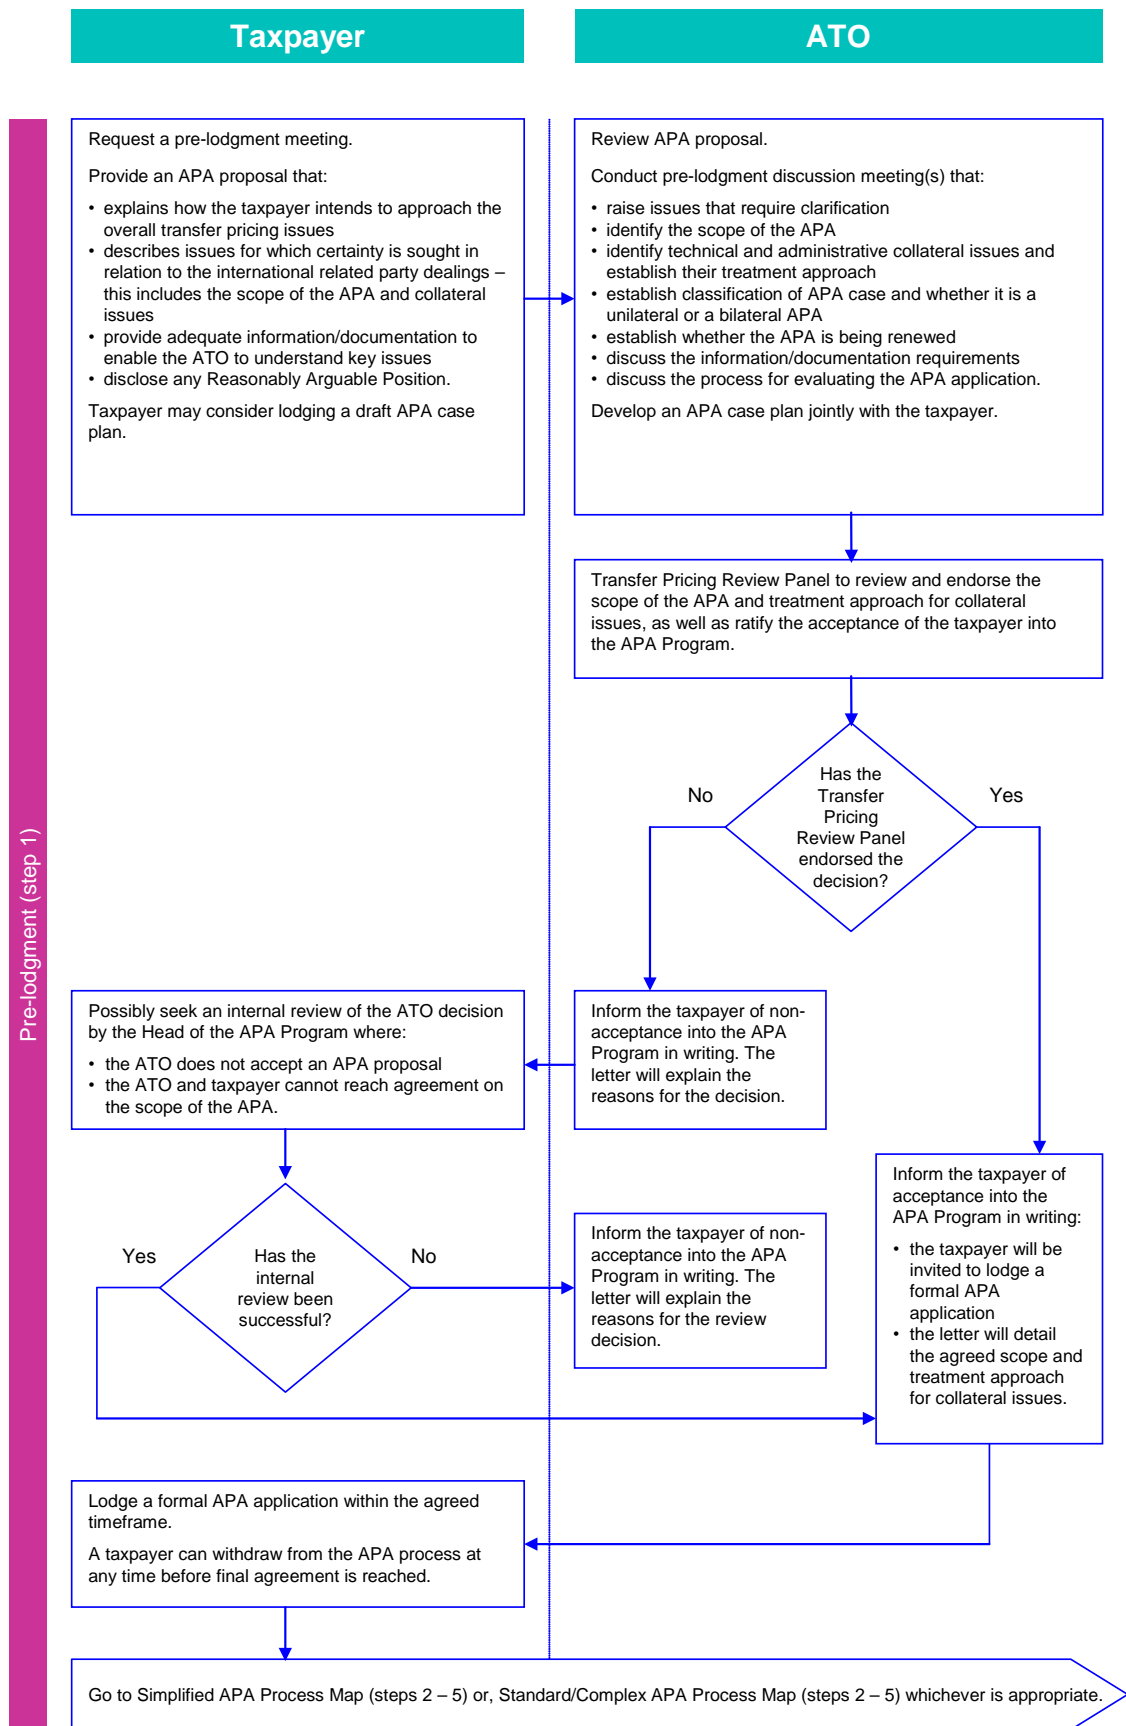 Taxpayer
ATO
Pre-lodgment (step 1)
Request a pre-lodgment meeting.
Provide an APA proposal that:
• explains how the taxpayer intends to approach the
overall transfer pricing issues
• describes issues for which certainty is sought in
relation to the international related party dealings –
this includes the scope of the APA and collateral
issues
• provide adequate information/documentation to
enable the ATO to understand key issues
• disclose any Reasonably Arguable Position.
Taxpayer may consider lodging a draft APA case
plan.
Review APA proposal.
Conduct pre-lodgment discussion meeting(s) that:
• raise issues that require clarification
• identify the scope of the APA
• identify technical and administrative collateral issues and
establish their treatment approach
• establish classification of APA case and whether it is a
unilateral or a bilateral APA
• establish whether the APA is being renewed
• discuss the information/documentation requirements
• discuss the process for evaluating the APA application.
Develop an APA case plan jointly with the taxpayer.
Transfer Pricing Review Panel to review and endorse the
scope of the APA and treatment approach for collateral
issues, as well as ratify the acceptance of the taxpayer into
the APA Program.
No
Has the
Transfer
Pricing
Review Panel
endorsed the
decision?
Yes
Possibly seek an internal review of the ATO decision
by the Head of the APA Program where:
• the ATO does not accept an APA proposal
• the ATO and taxpayer cannot reach agreement on
the scope of the APA.
Inform the taxpayer of non-
acceptance into the APA
Program in writing. The
letter will explain the
reasons for the decision.
Yes
Has the
internal
review been
successful?
No
Inform the taxpayer of non-
acceptance into the APA
Program in writing. The
letter will explain the
reasons for the review
decision.
Inform the taxpayer of
acceptance into the
APA Program in writing:
• the taxpayer will be
invited to lodge a
formal APA
application
• the letter will detail
the agreed scope and
treatment approach
for collateral issues.
Lodge a formal APA application within the agreed
timeframe.
A taxpayer can withdraw from the APA process at
any time before final agreement is reached.
Go to Simplified APA Process Map (steps 2 – 5) or, Standard/Complex APA Process Map (steps 2 – 5) whichever is appropriate.